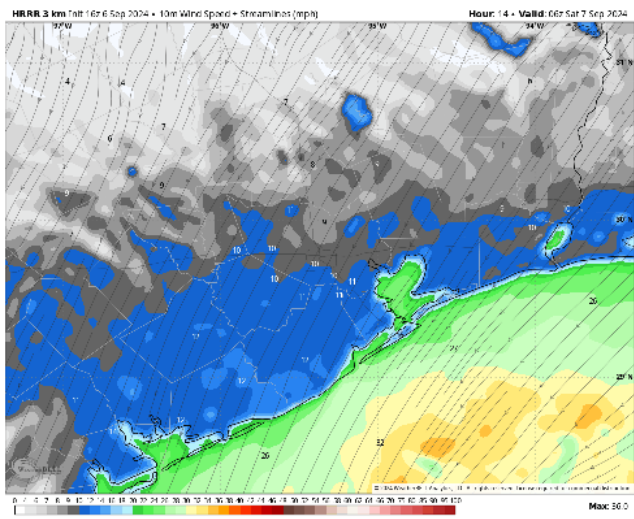 HRRR 3 km Init 16z 6 Sep 2024 • 10m Wind Speed + Streamlines (mph) Hour: 14 • Valid: 06z Sat 7 Sep 2024
97°W 96°W 95°W 94°W
31°N
4 4 6
7
7
6
8
9 9
9 9
30°N
10 10 10
10 10
11
11
12
26
27
29°N
12
12
12
32
26
0 4 6 7 8 9 10 12 14 16 18 20 22 24 26 28 30 32 34 36 38 40 42 44 46 48 50 52 54 56 58 60 65 70 75 80 85 90 95 100
Max: 36.0